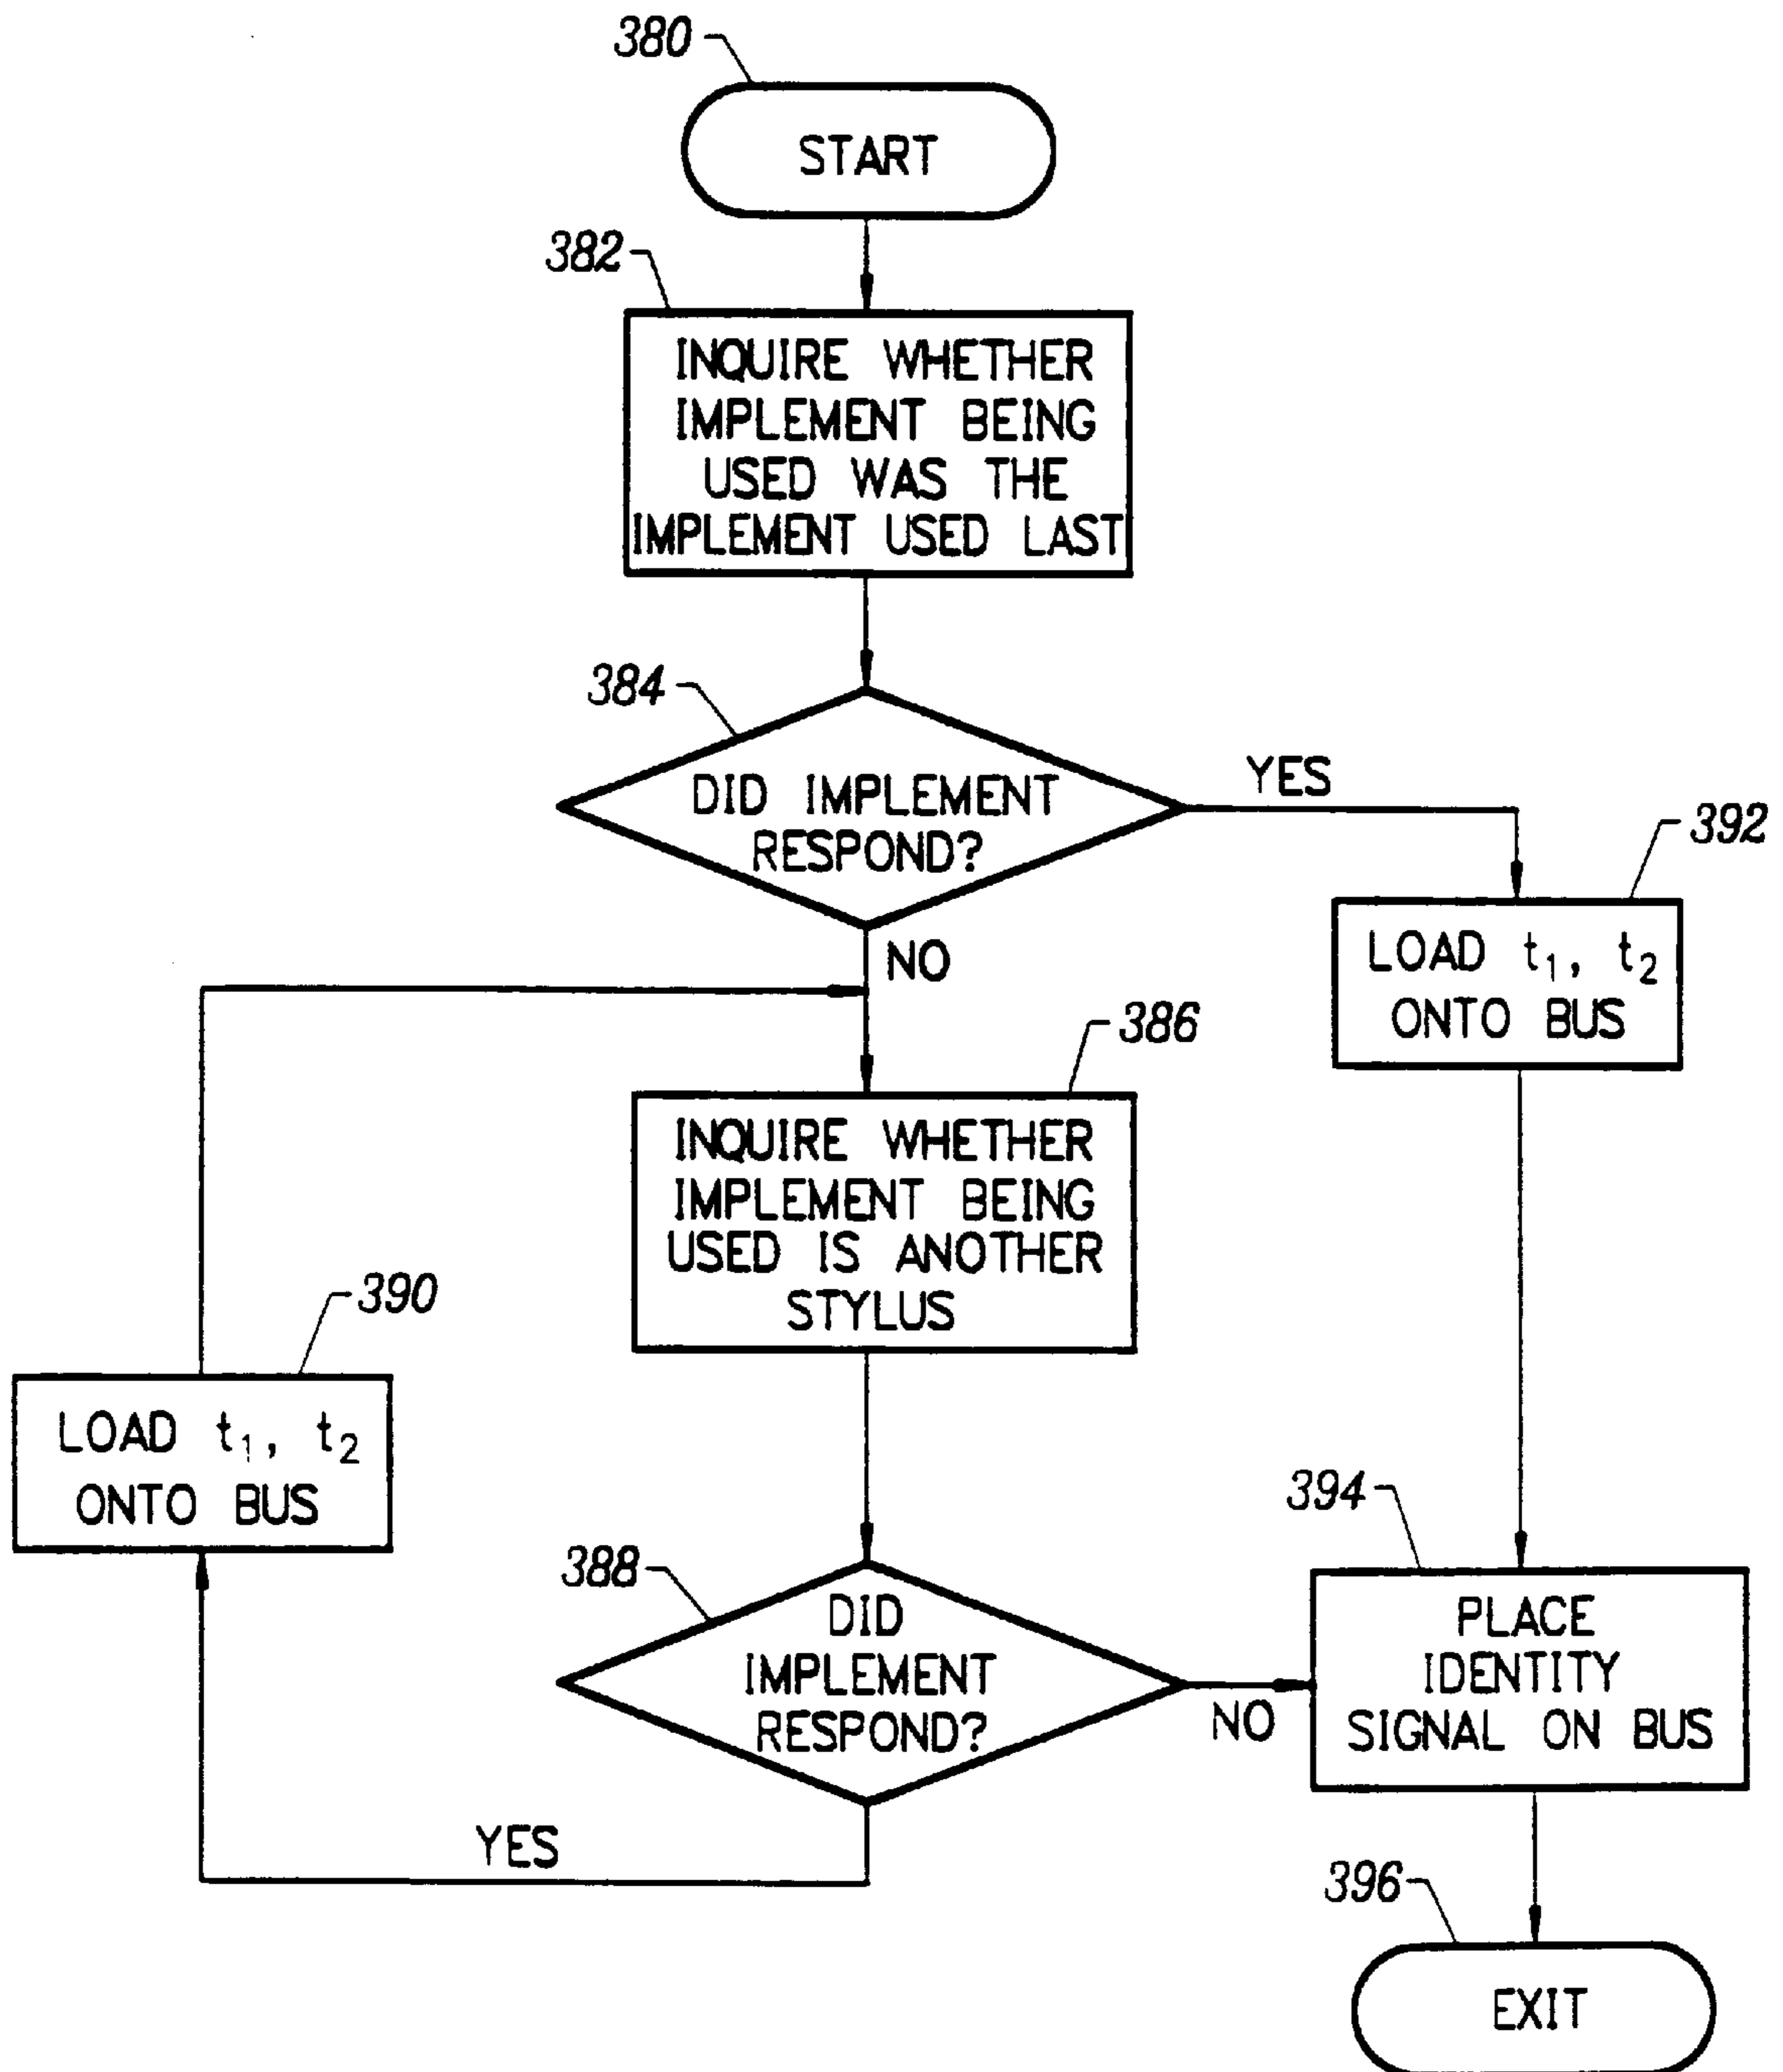 380
START
382
INQUIRE WHETHER
IMPLEMENT BEING
USED WAS THE
IMPLEMENT USED LAST
384
DID IMPLEMENT
RESPOND?
YES
392
LOAD t₁, t₂
ONTO BUS
NO
386
INQUIRE WHETHER
IMPLEMENT BEING
USED IS ANOTHER
STYLUS
390
LOAD t₁, t₂
ONTO BUS
388
DID
IMPLEMENT
RESPOND?
NO
YES
394
PLACE
IDENTITY
SIGNAL ON BUS
396
EXIT